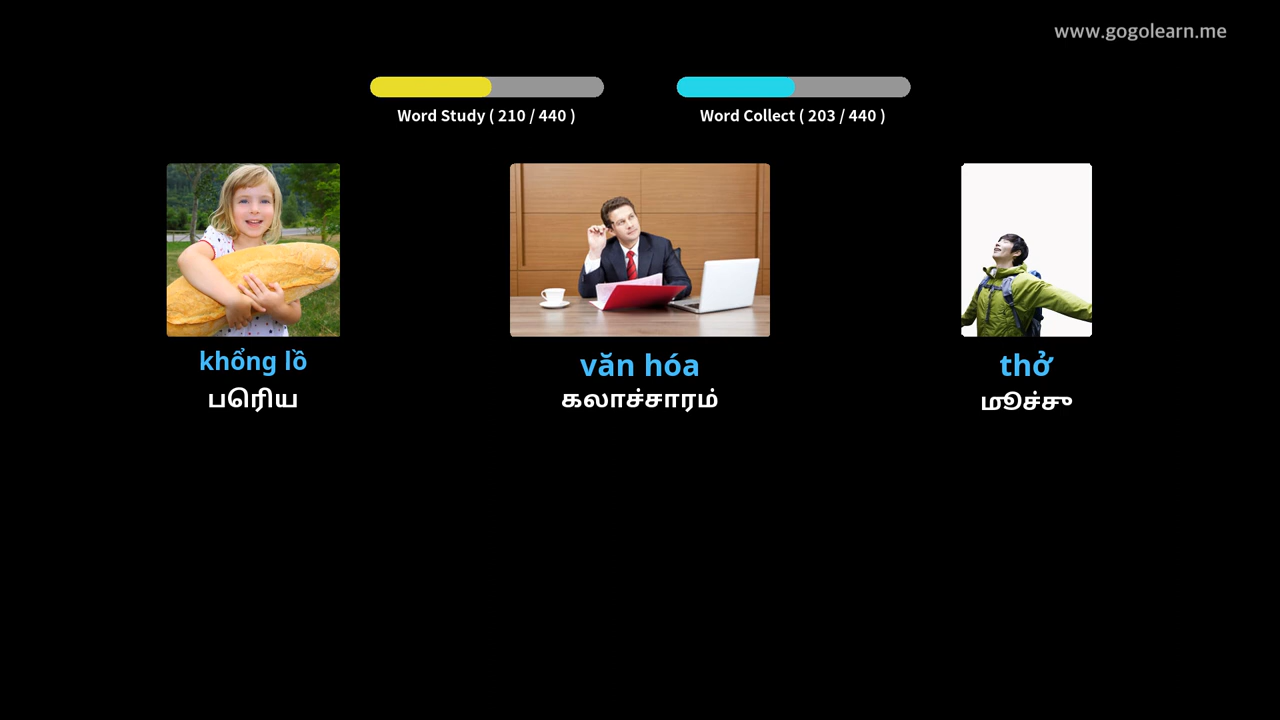 www.gogolearn.me
Word Study ( 210 / 440 )
Word Collect ( 203 / 440 )
khổng lồ
văn hóa
thở
பெரிய
கலாச்சாரம்
மூச்சு